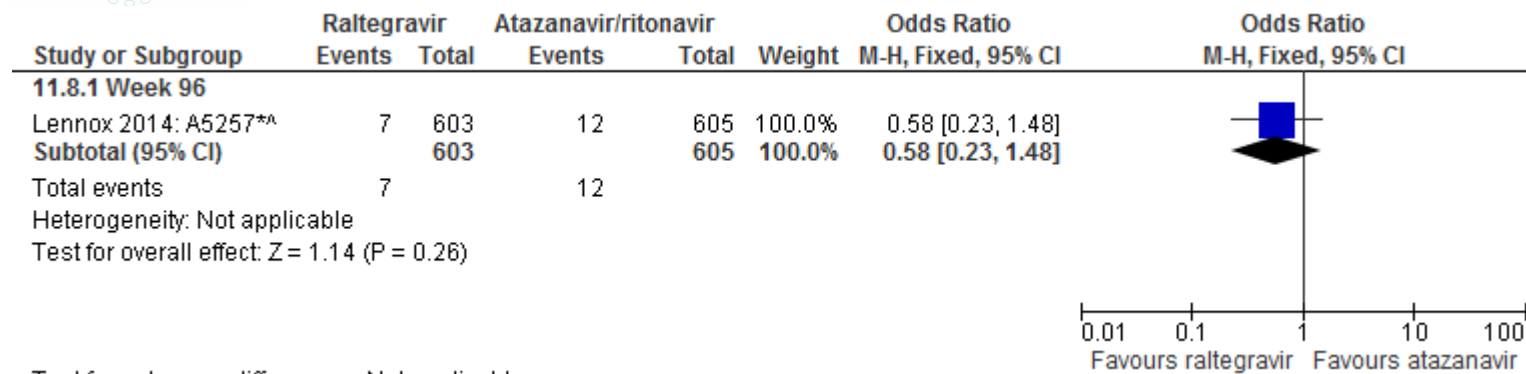 Raltegravir Atazanavir/ritonavir Odds Ratio Odds Ratio
Study or Subgroup Events Total Events Total Weight M-H, Fixed, 95% CI M-H, Fixed, 95% CI
11.8.1 Week 96
Lennox 2014: A5257*^ 7 603 12 605 100.0% 0.58 [0.23, 1.48]
Subtotal (95% CI) 603 605 100.0% 0.58 [0.23, 1.48]
Total events 7 12
Heterogeneity: Not applicable
Test for overall effect: Z = 1.14 (P = 0.26)
0.01 0.1 1 10 100
Favours raltegravir Favours atazanavir